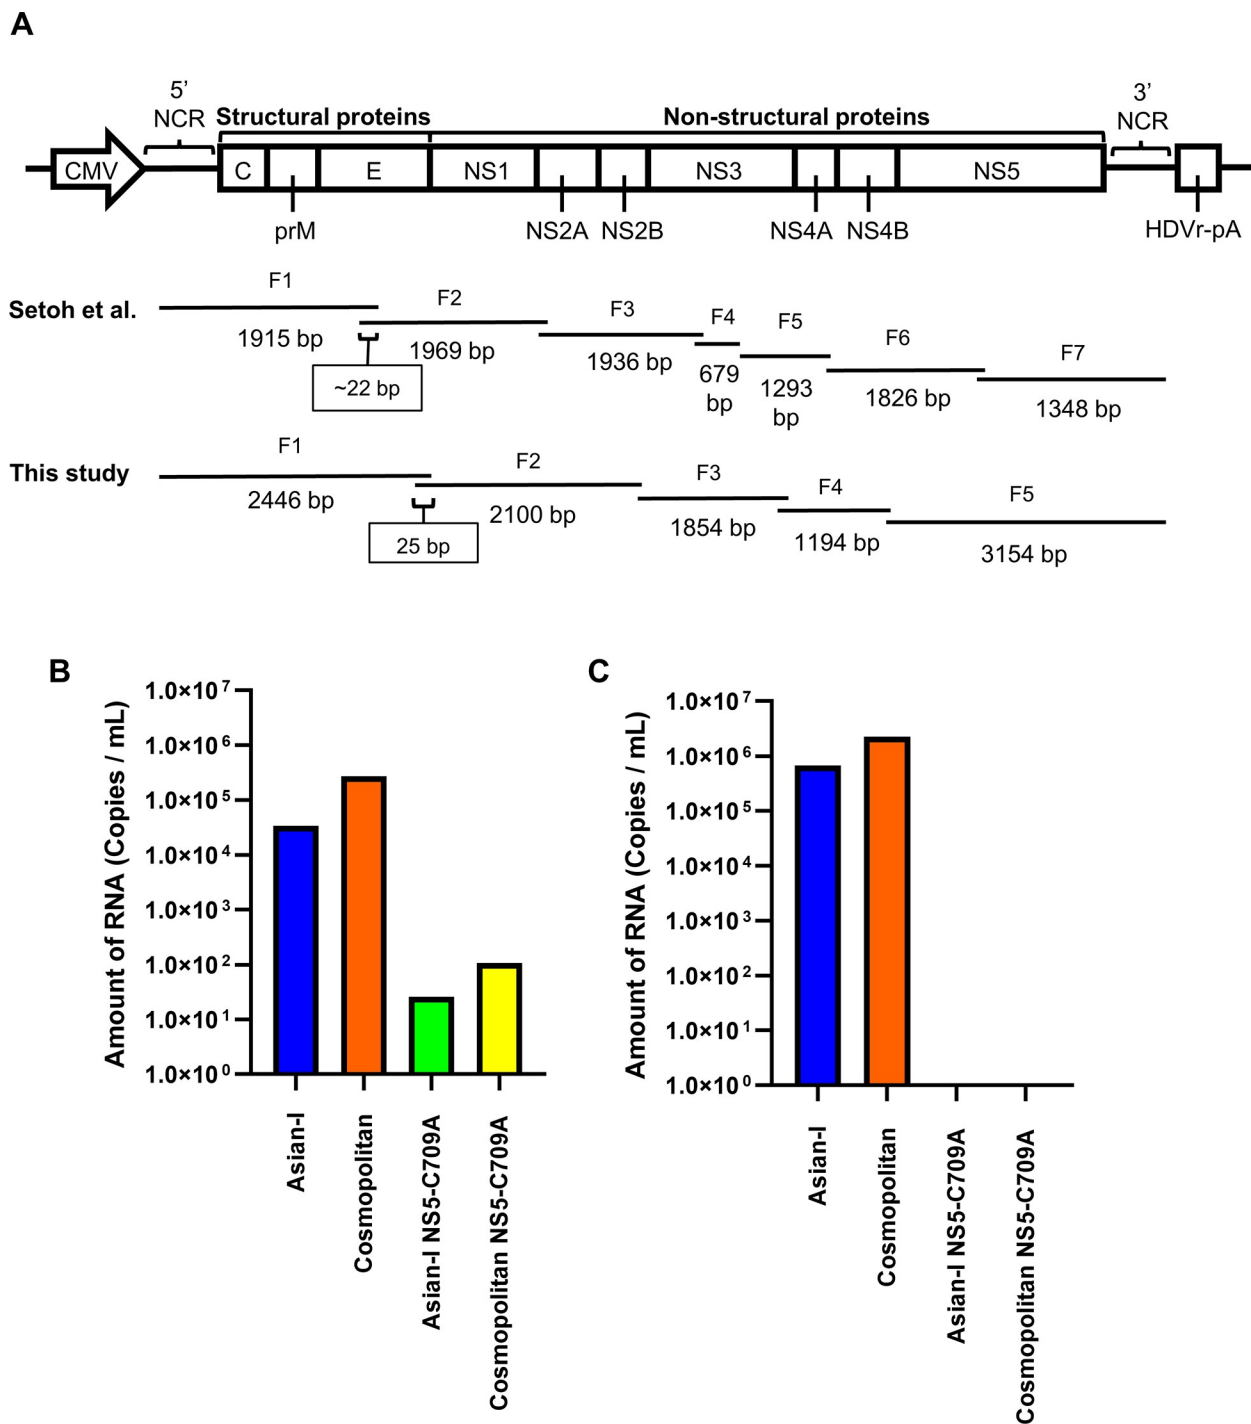 A
5’
NCR
Structural proteins
Non-structural proteins
3’
NCR
CMV
C
E
NS1
NS3
NS5
prM
NS2A
NS2B
NS4A
NS4B
HDVr-pA
Setoh et al.
F1
F2
F3
F4
F5
F6
F7
1915 bp
~22 bp
1969 bp
1936 bp
679
bp
1293
bp
1826 bp
1348 bp
This study
F1
F2
F3
F4
F5
2446 bp
25 bp
2100 bp
1854 bp
1194 bp
3154 bp
B
Amount of RNA (Copies / mL)
1.0×10⁷
1.0×10⁶
1.0×10⁵
1.0×10⁴
1.0×10³
1.0×10²
1.0×10¹
1.0×10⁰
Asian-I
Cosmopolitan
Asian-I NS5-C709A
Cosmopolitan NS5-C709A
C
Amount of RNA (Copies / mL)
1.0×10⁷
1.0×10⁶
1.0×10⁵
1.0×10⁴
1.0×10³
1.0×10²
1.0×10¹
1.0×10⁰
Asian-I
Cosmopolitan
Asian-I NS5-C709A
Cosmopolitan NS5-C709A